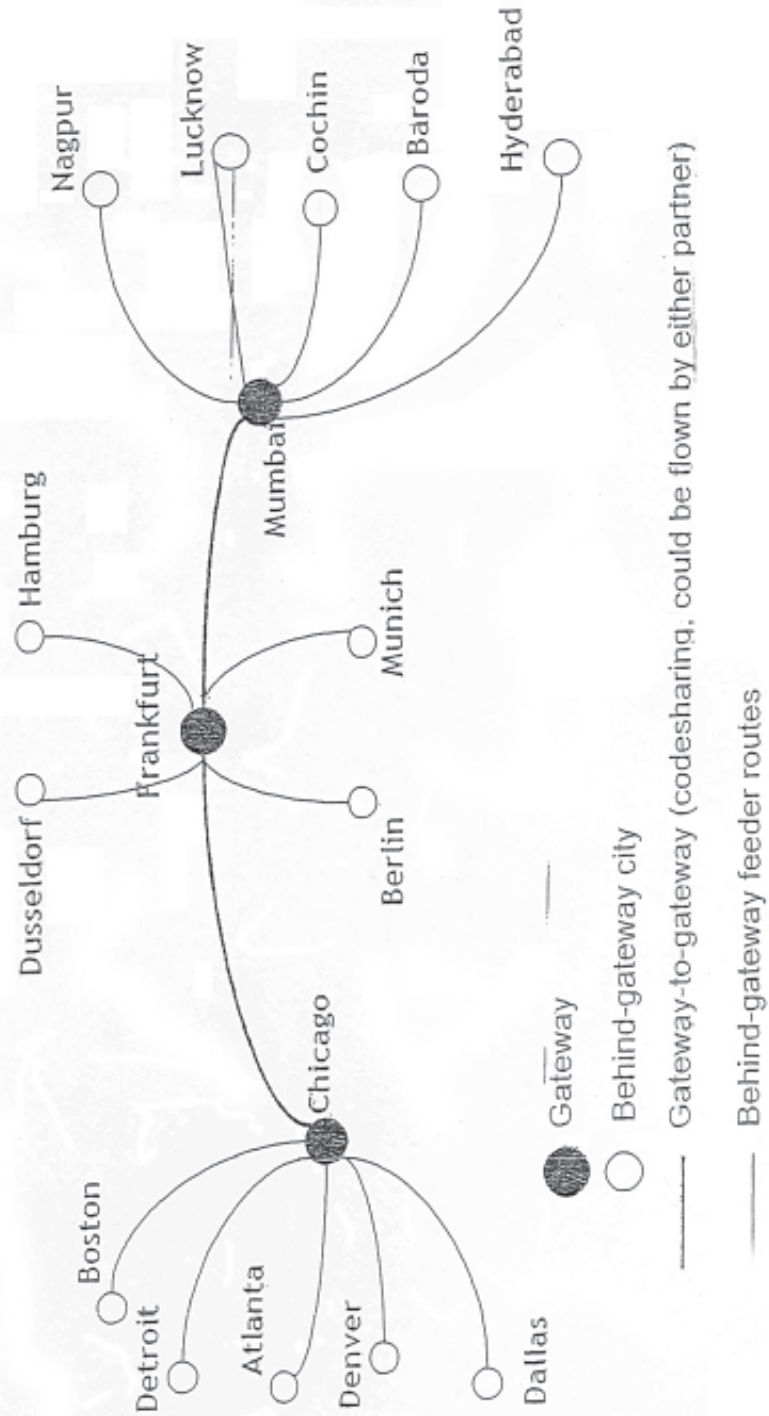 Boston
Detroit
Atlanta
Denver
Dallas
Chicago
Dusseldorf
Hamburg
Frankfurt
Berlin
Munich
Mumbai
Nagpur
Lucknow
Cochin
Baroda
Hyderabad
Gateway
Behind-gateway city
Gateway-to-gateway (codesharing; could be flown by either partner)
Behind-gateway feeder routes